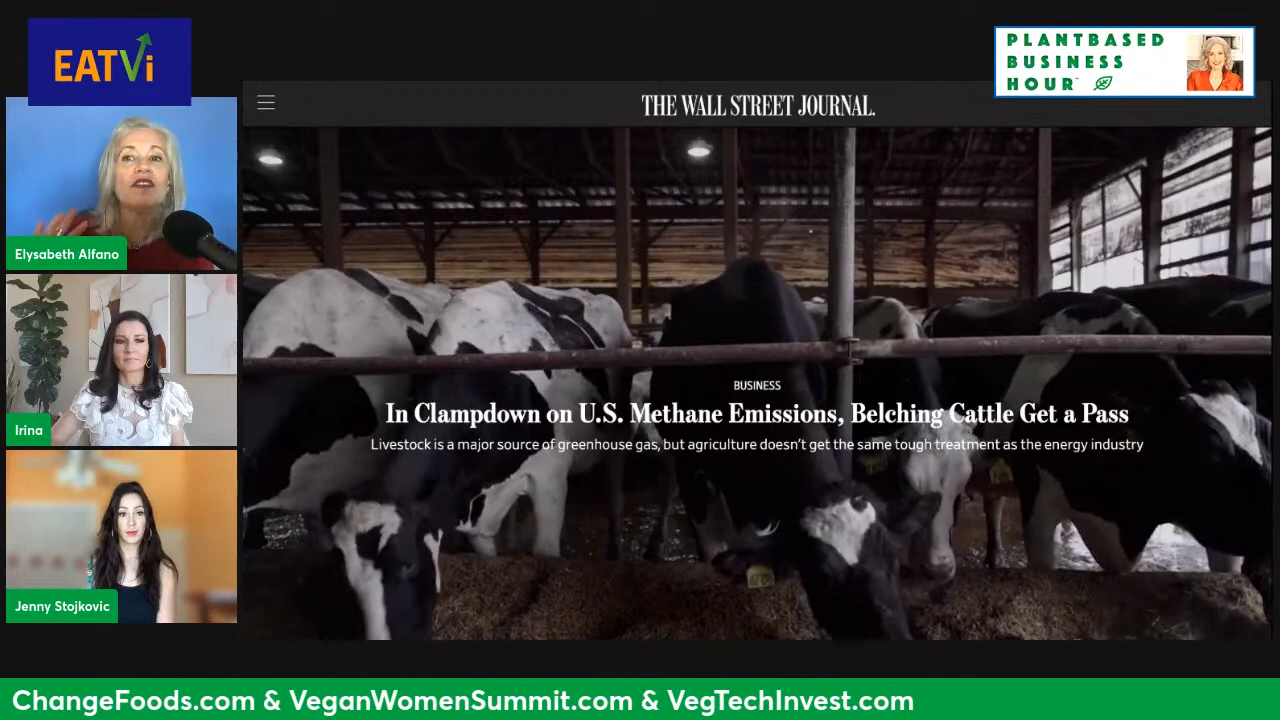 EATVi
PLANTBASED
BUSINESS
HOUR
THE WALL STREET JOURNAL.
Elysabeth Alfano
Irina
Jenny Stojkovic
BUSINESS
In Clampdown on U.S. Methane Emissions, Belching Cattle Get a Pass
Livestock is a major source of greenhouse gas, but agriculture doesn't get the same tough treatment as the energy industry
ChangeFoods.com & VeganWomenSummit.com & VegTechInvest.com